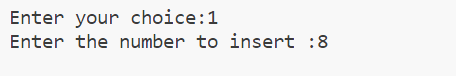 Enter your choice:1
Enter the number to insert :8